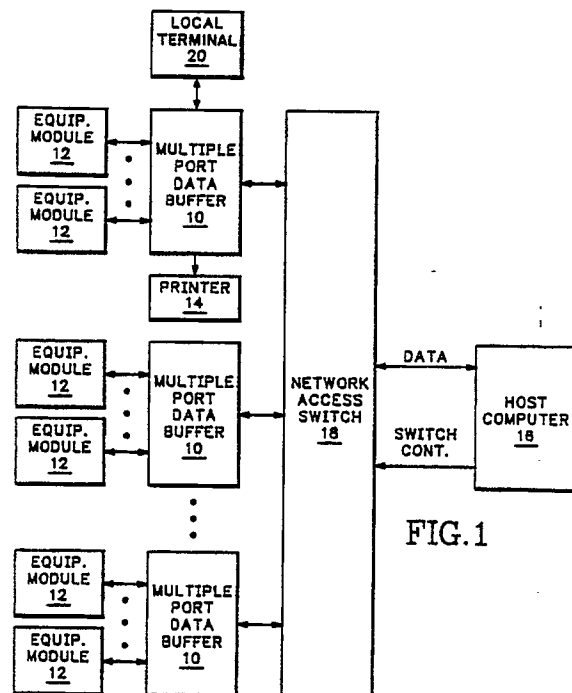 LOCAL
TERMINAL
20
EQUIP.
MODULE
12
EQUIP.
MODULE
12
MULTIPLE
PORT
DATA
BUFFER
10
PRINTER
14
EQUIP.
MODULE
12
EQUIP.
MODULE
12
MULTIPLE
PORT
DATA
BUFFER
10
EQUIP.
MODULE
12
EQUIP.
MODULE
12
MULTIPLE
PORT
DATA
BUFFER
10
NETWORK
ACCESS
SWITCH
18
DATA
SWITCH
CONT.
HOST
COMPUTER
16
FIG.1